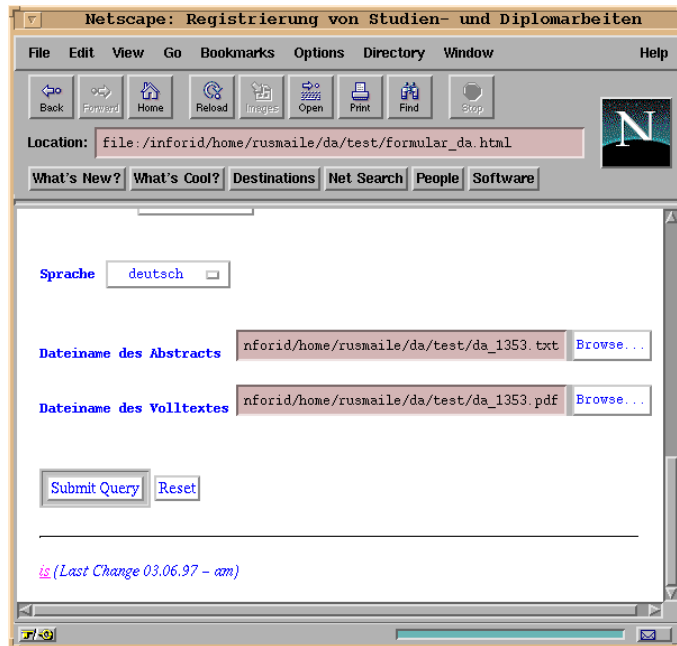 Netscape: Registrierung von Studien- und Diplomarbeiten
File Edit View Go Bookmarks Options Directory Window Help
Back Forward Home Reload Images Open Print Find Stop
N
Location: file:/inforid/home/rusmaile/da/test/formular_da.html
What's New? What's Cool? Destinations Net Search People Software
Sprache deutsch
Dateiname des Abstracts nforid/home/rusmaile/da/test/da_1353.txt Browse...
Dateiname des Volltextes nforid/home/rusmaile/da/test/da_1353.pdf Browse...
Submit Query Reset
is (Last Change 03.06.97 – am)